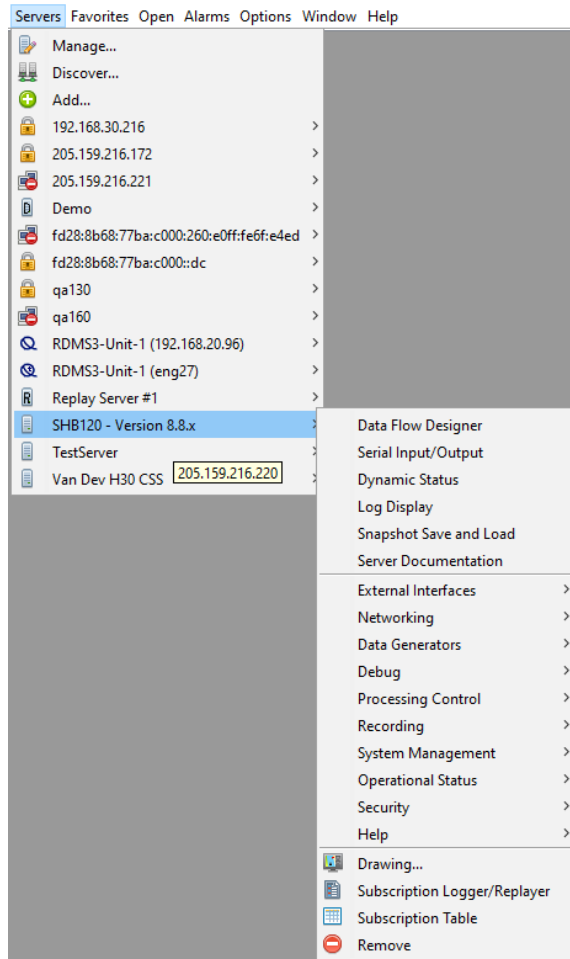 Servers Favorites Open Alarms Options Window Help
Manage...
Discover...
Add...
192.168.30.216
205.159.216.172
205.159.216.221
Demo
fd28:8b68:77ba:c000:260:e0ff:fe6f:e4ed
fd28:8b68:77ba:c000::dc
qa130
qa160
RDMS3-Unit-1 (192.168.20.96)
RDMS3-Unit-1 (eng27)
Replay Server #1
SHB120 - Version 8.8.x
TestServer
Van Dev H30 CSS
205.159.216.220
Data Flow Designer
Serial Input/Output
Dynamic Status
Log Display
Snapshot Save and Load
Server Documentation
External Interfaces
Networking
Data Generators
Debug
Processing Control
Recording
System Management
Operational Status
Security
Help
Drawing...
Subscription Logger/Replayer
Subscription Table
Remove